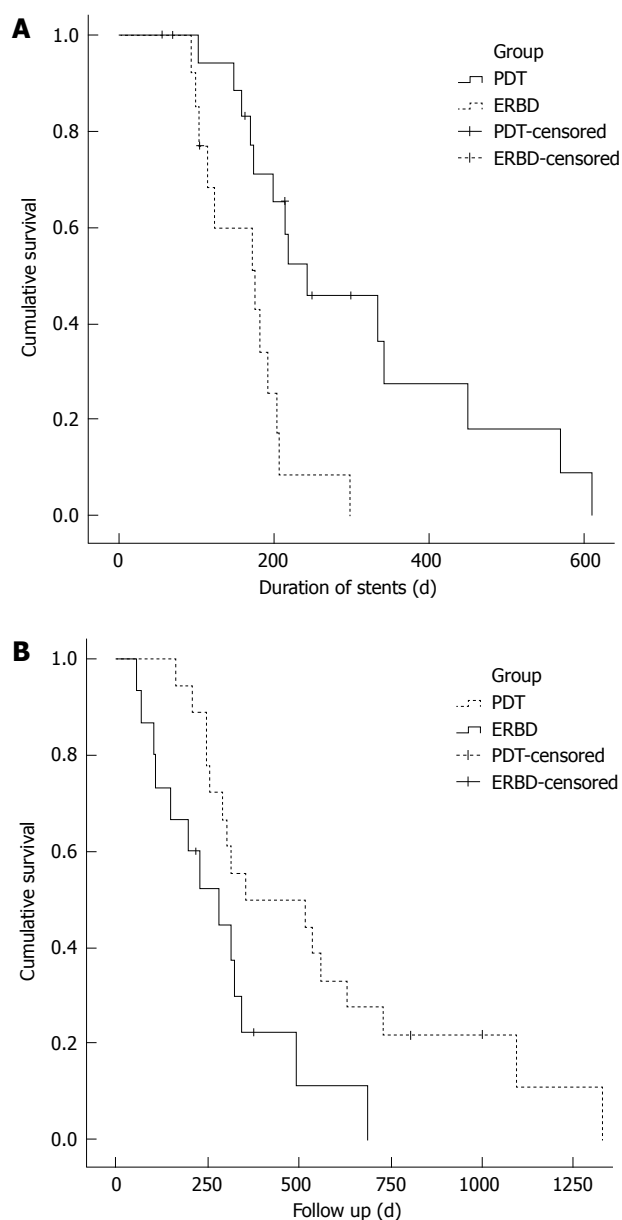 A
1.0
0.8
0.6
0.4
0.2
0.0
Cumulative survival
Group
PDT
ERBD
PDT-censored
ERBD-censored
0 200 400 600
Duration of stents (d)
B
1.0
0.8
0.6
0.4
0.2
0.0
Cumulative survival
Group
PDT
ERBD
PDT-censored
ERBD-censored
0 250 500 750 1000 1250
Follow up (d)